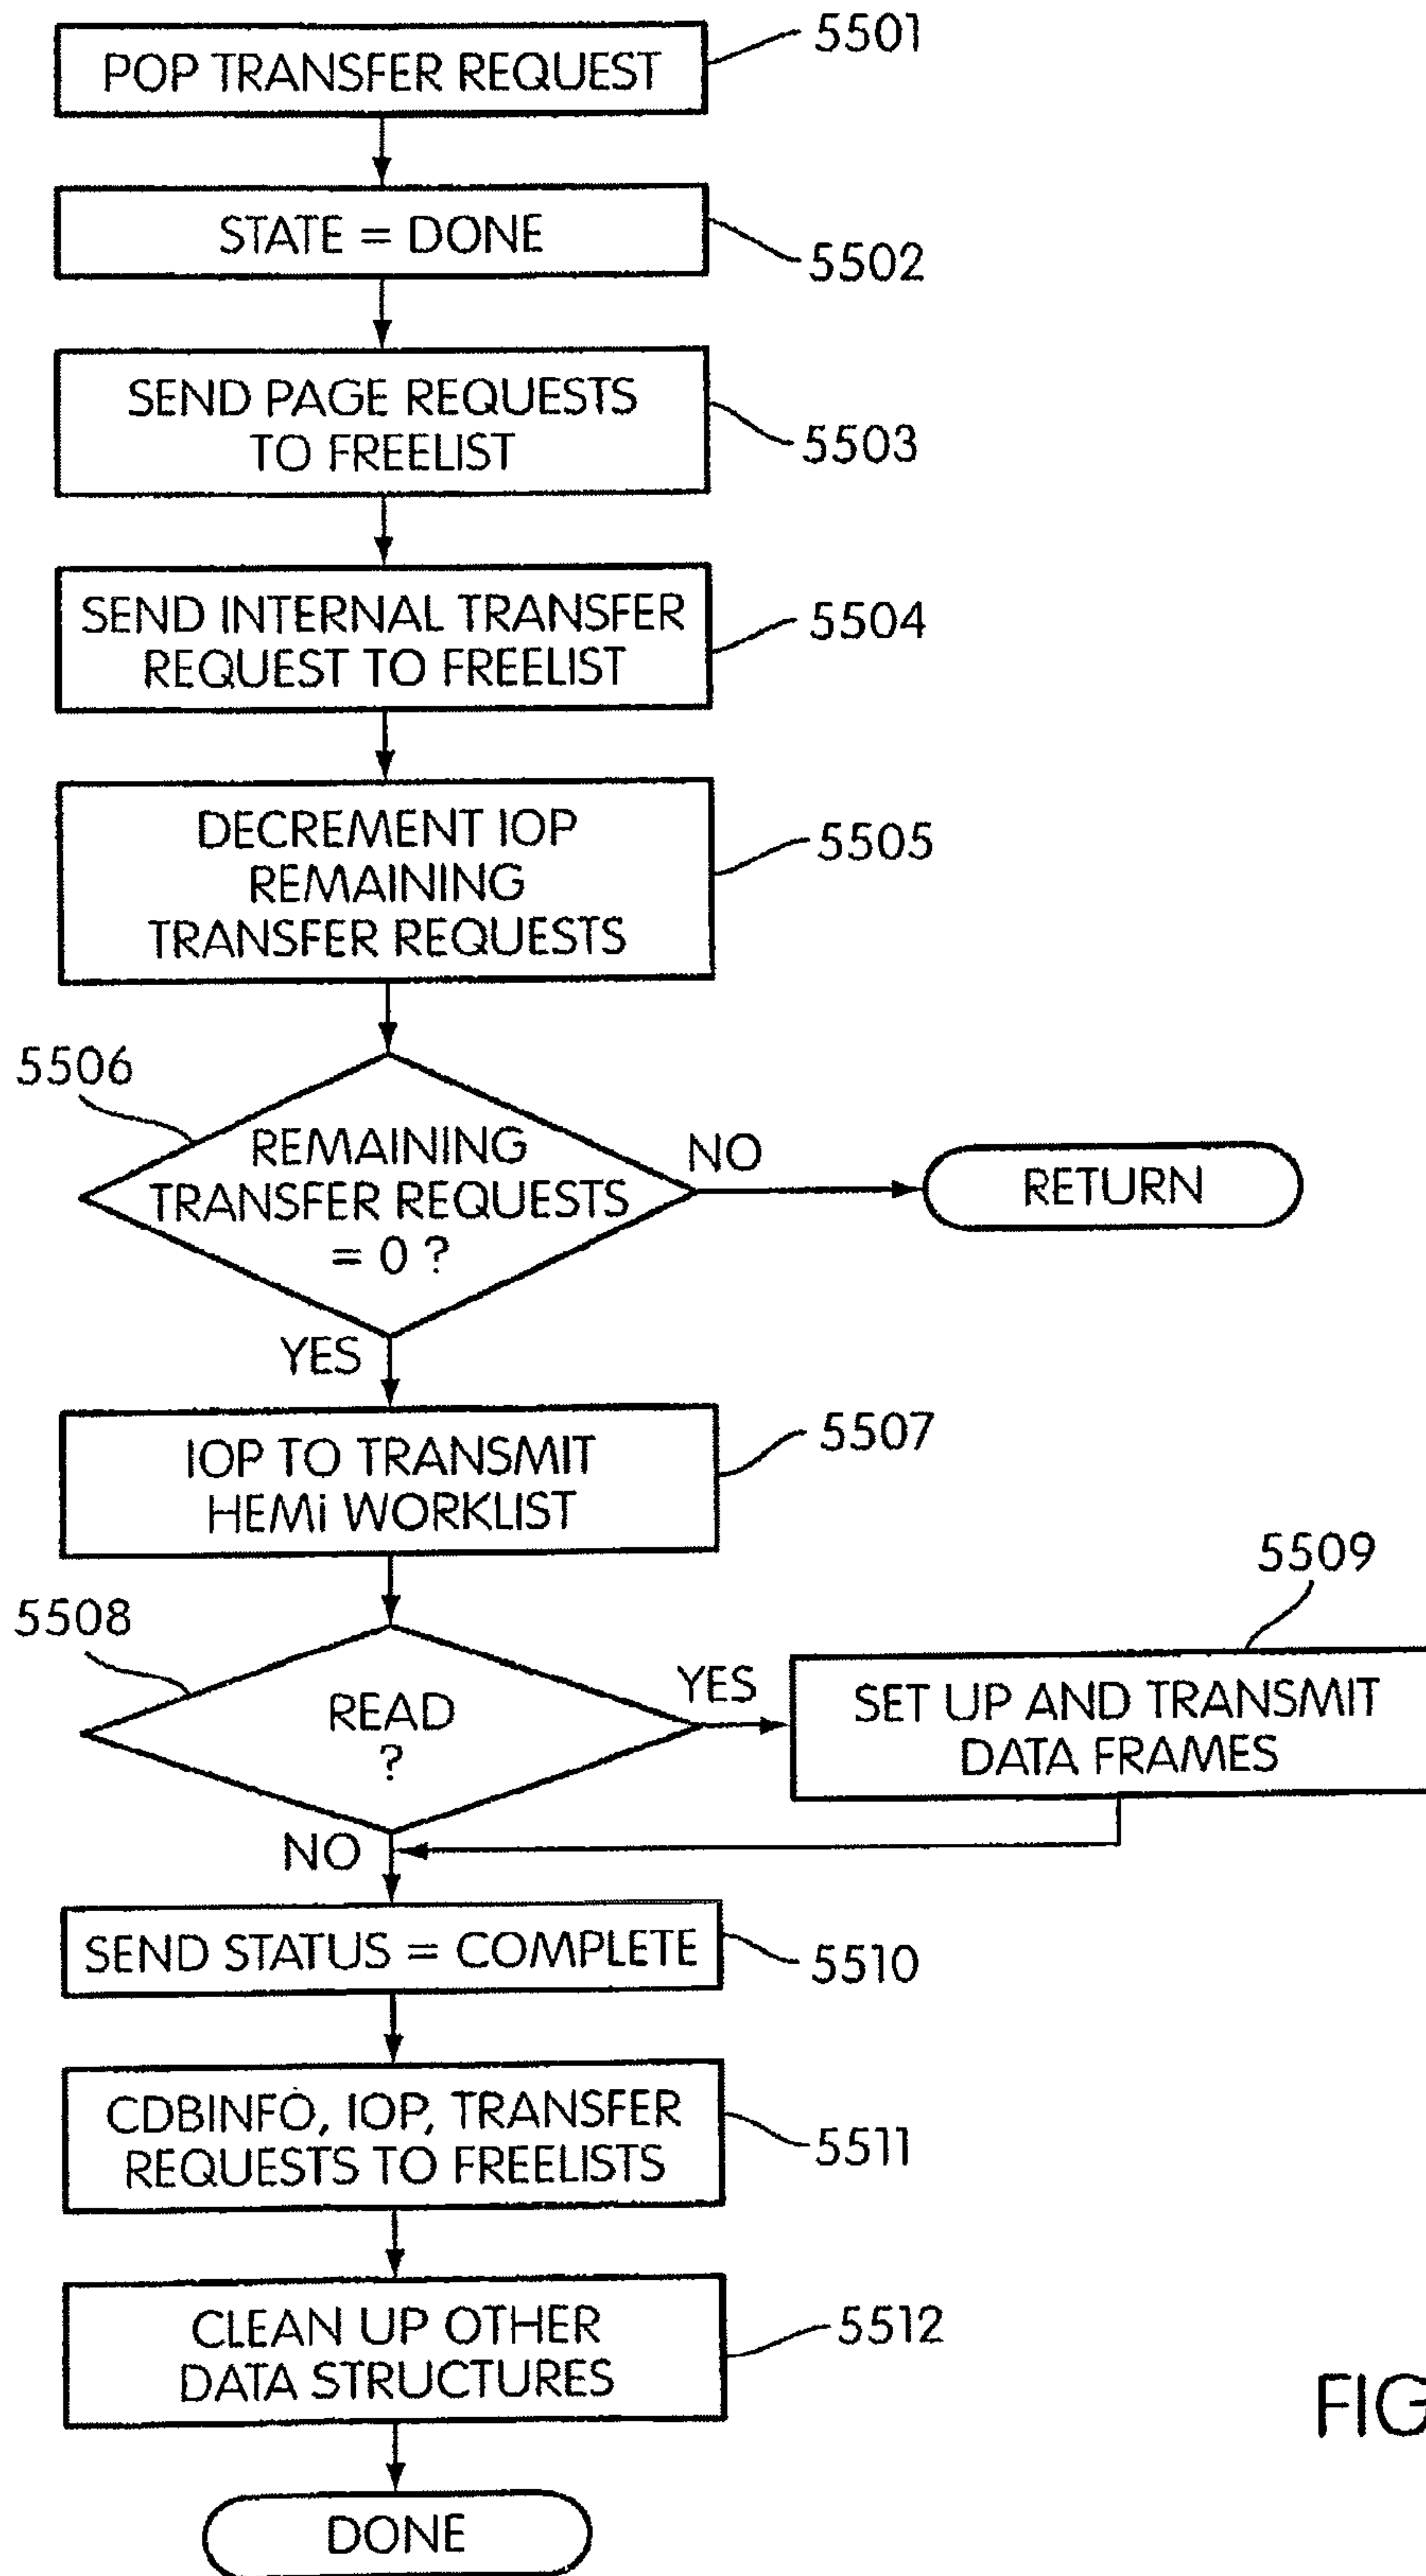 POP TRANSFER REQUEST
5501
STATE = DONE
5502
SEND PAGE REQUESTS
TO FREELIST
5503
SEND INTERNAL TRANSFER
REQUEST TO FREELIST
5504
DECREMENT IOP
REMAINING
TRANSFER REQUESTS
5505
5506
REMAINING
TRANSFER REQUESTS
= 0 ?
NO
RETURN
YES
IOP TO TRANSMIT
HEMi WORKLIST
5507
5508
READ
?
YES
5509
SET UP AND TRANSMIT
DATA FRAMES
NO
SEND STATUS = COMPLETE
5510
CDBINFO, IOP, TRANSFER
REQUESTS TO FREELISTS
5511
CLEAN UP OTHER
DATA STRUCTURES
5512
DONE
FIG